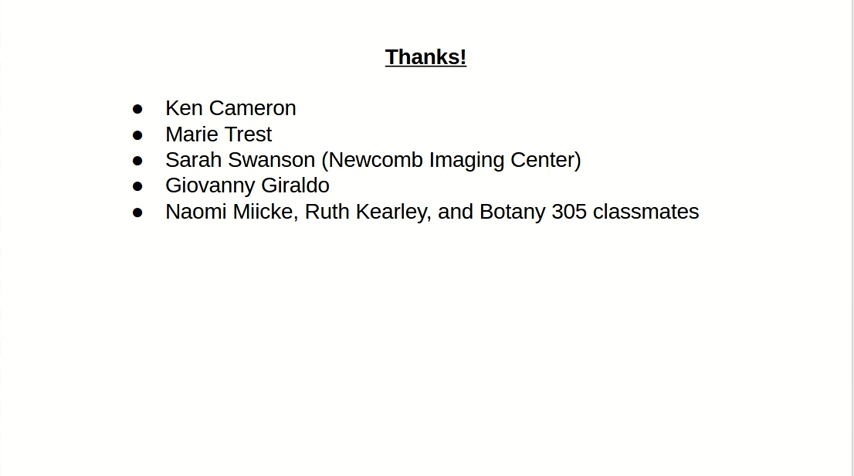 Thanks!
● Ken Cameron
● Marie Trest
● Sarah Swanson (Newcomb Imaging Center)
● Giovanny Giraldo
● Naomi Miicke, Ruth Kearley, and Botany 305 classmates